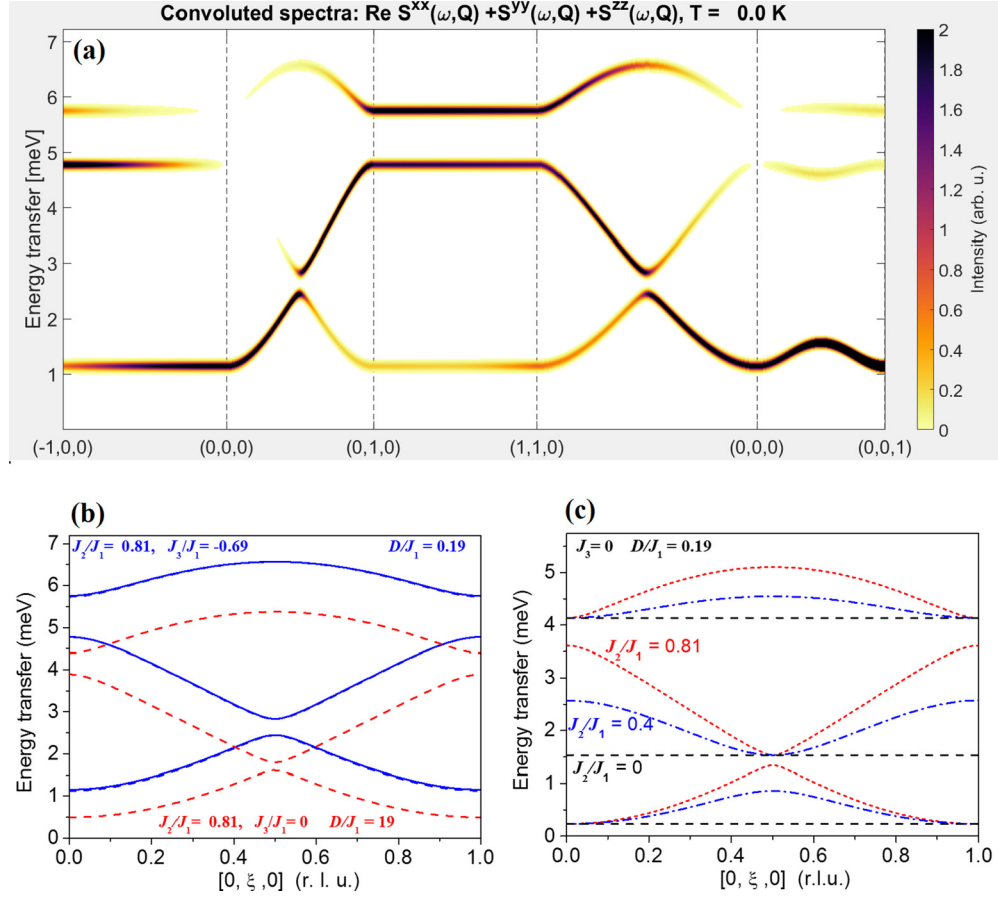 Convoluted spectra: Re S^xx(ω,Q) +S^yy(ω,Q) +S^zz(ω,Q), T = 0.0 K
(a)
Energy transfer [meV]
7
6
5
4
3
2
1
(-1,0,0)
(0,0,0)
(0,1,0)
(1,1,0)
(0,0,0)
(0,0,1)
2
1.8
1.6
1.4
1.2
1
0.8
0.6
0.4
0.2
0
Intensity (arb. u.)
(b)
J₂/J₁= 0.81, J₃/J₁= -0.69 D/J₁ = 0.19
Energy transfer (meV)
7
6
5
4
3
2
1
0
J₂/J₁= 0.81, J₃/J₁=0 D/J₁ = 19
0.0 0.2 0.4 0.6 0.8 1.0
[0, ξ ,0] (r. l. u.)
(c)
J₃= 0 D/J₁= 0.19
Energy transfer (meV)
5
4
3
2
1
0
J₂/J₁ = 0.81
J₂/J₁ = 0.4
J₂/J₁ = 0
0.0 0.2 0.4 0.6 0.8 1.0
[0, ξ ,0] (r.l.u.)